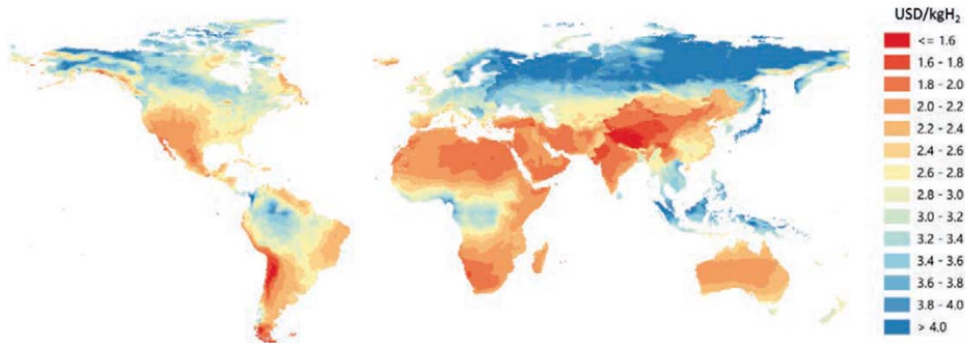 USD/kgH₂
<= 1.6
1.6 - 1.8
1.8 - 2.0
2.0 - 2.2
2.2 - 2.4
2.4 - 2.6
2.6 - 2.8
2.8 - 3.0
3.0 - 3.2
3.2 - 3.4
3.4 - 3.6
3.6 - 3.8
3.8 - 4.0
> 4.0